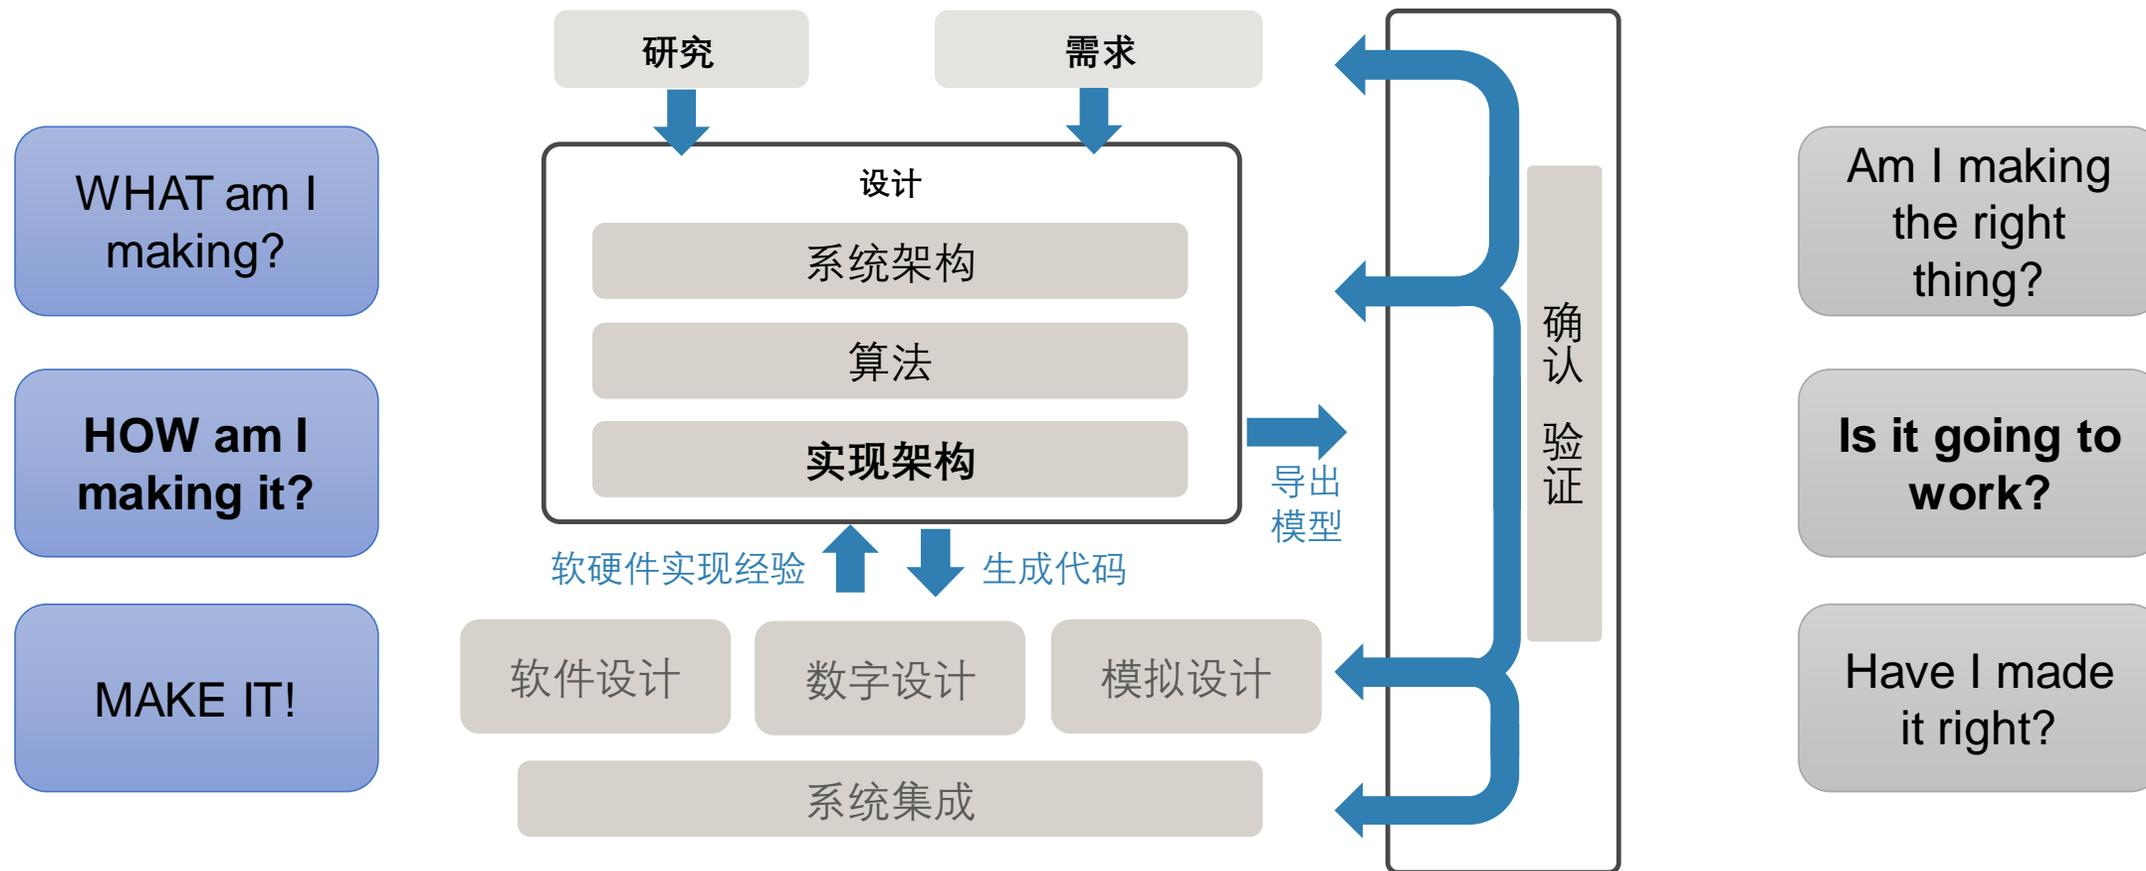 研究
需求
WHAT am I
making?
设计
系统架构
算法
实现架构
HOW am I
making it?
导出
模型
软硬件实现经验
生成代码
MAKE IT!
软件设计
数字设计
模拟设计
系统集成
确
认
验
证
Am I making
the right
thing?
Is it going to
work?
Have I made
it right?